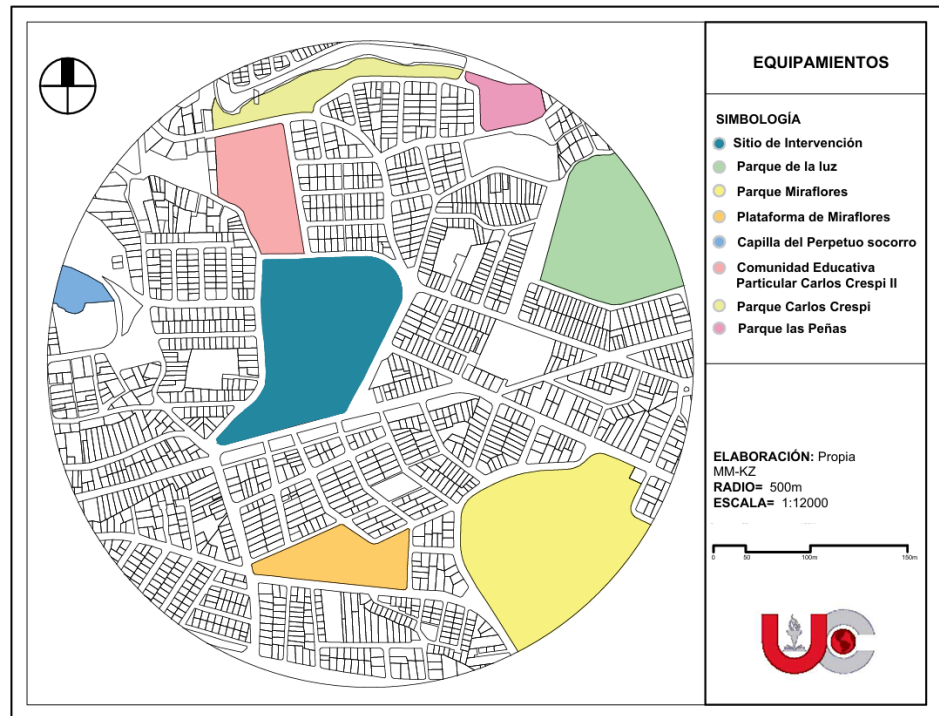 EQUIPAMIENTOS
SIMBOLOGÍA
Sitio de Intervención
Parque de la luz
Parque Miraflores
Plataforma de Miraflores
Capilla del Perpetuo socorro
Comunidad Educativa
Particular Carlos Crespi II
Parque Carlos Crespi
Parque las Peñas
ELABORACIÓN: Propia
MM-KZ
RADIO= 500m
ESCALA= 1:12000
0 50 100m 150m
UC